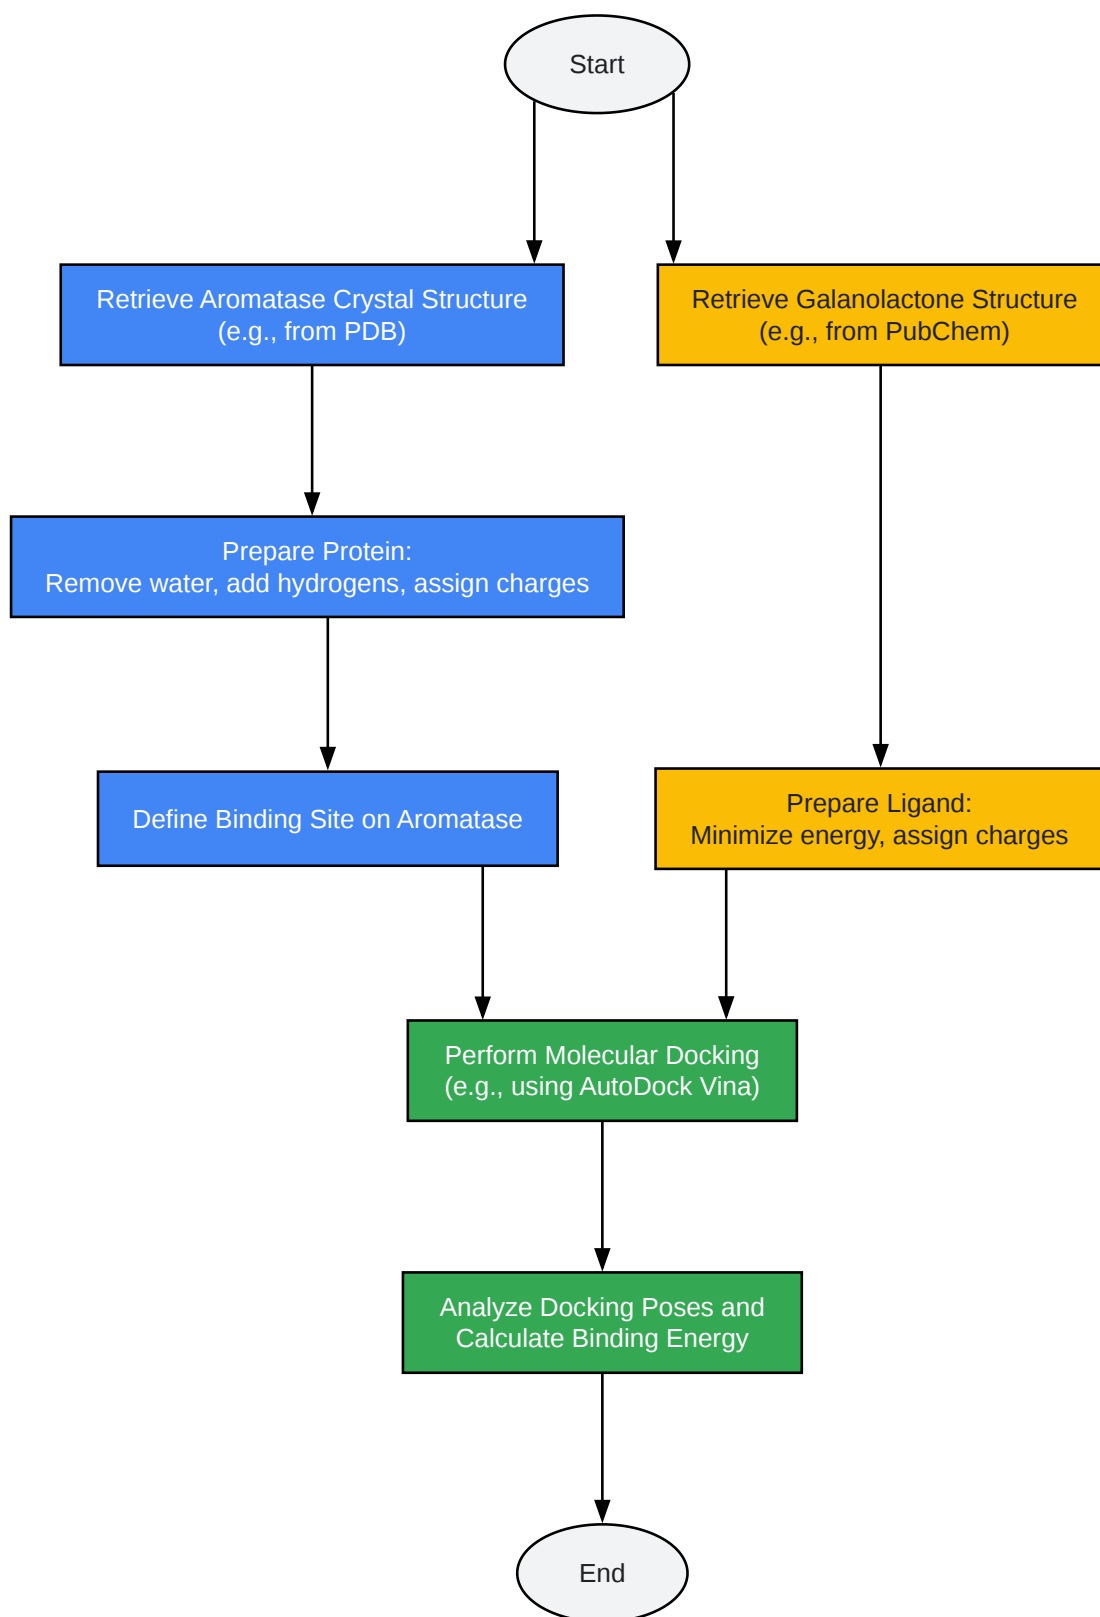 Start
Retrieve Aromatase Crystal Structure
(e.g., from PDB)
Retrieve Galanolactone Structure
(e.g., from PubChem)
Prepare Protein:
Remove water, add hydrogens, assign charges
Define Binding Site on Aromatase
Prepare Ligand:
Minimize energy, assign charges
Perform Molecular Docking
(e.g., using AutoDock Vina)
Analyze Docking Poses and
Calculate Binding Energy
End